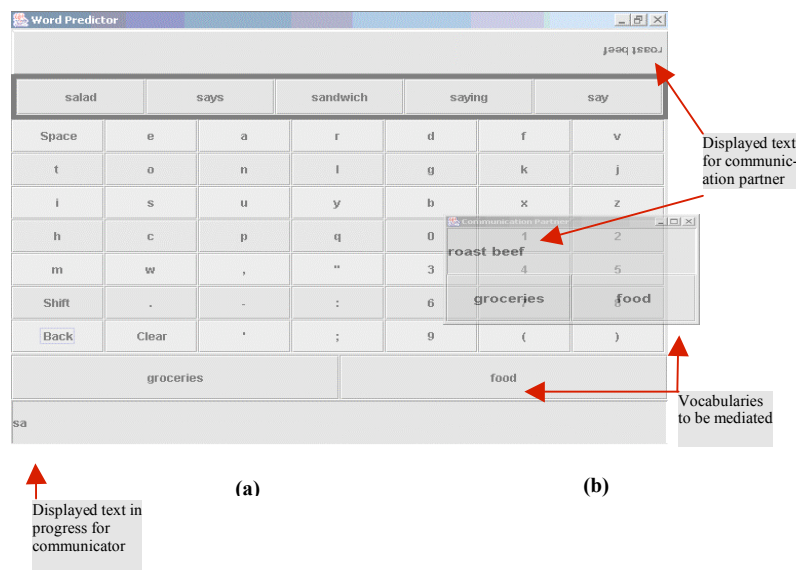 Word Predictor
roast beef
salad says sandwich saying say
Space e a r d f v
t o n l g k j
i s u y b x z
Communication Partner
h c p q 0 1 2
roast beef
m w , " 3 4 5
Shift . - : 6 7 8
groceries food
Back Clear ' ; 9 ( )
groceries food
sa
Displayed text
for communic-
ation partner
Vocabularies
to be mediated
(a)
(b)
Displayed text in
progress for
communicator